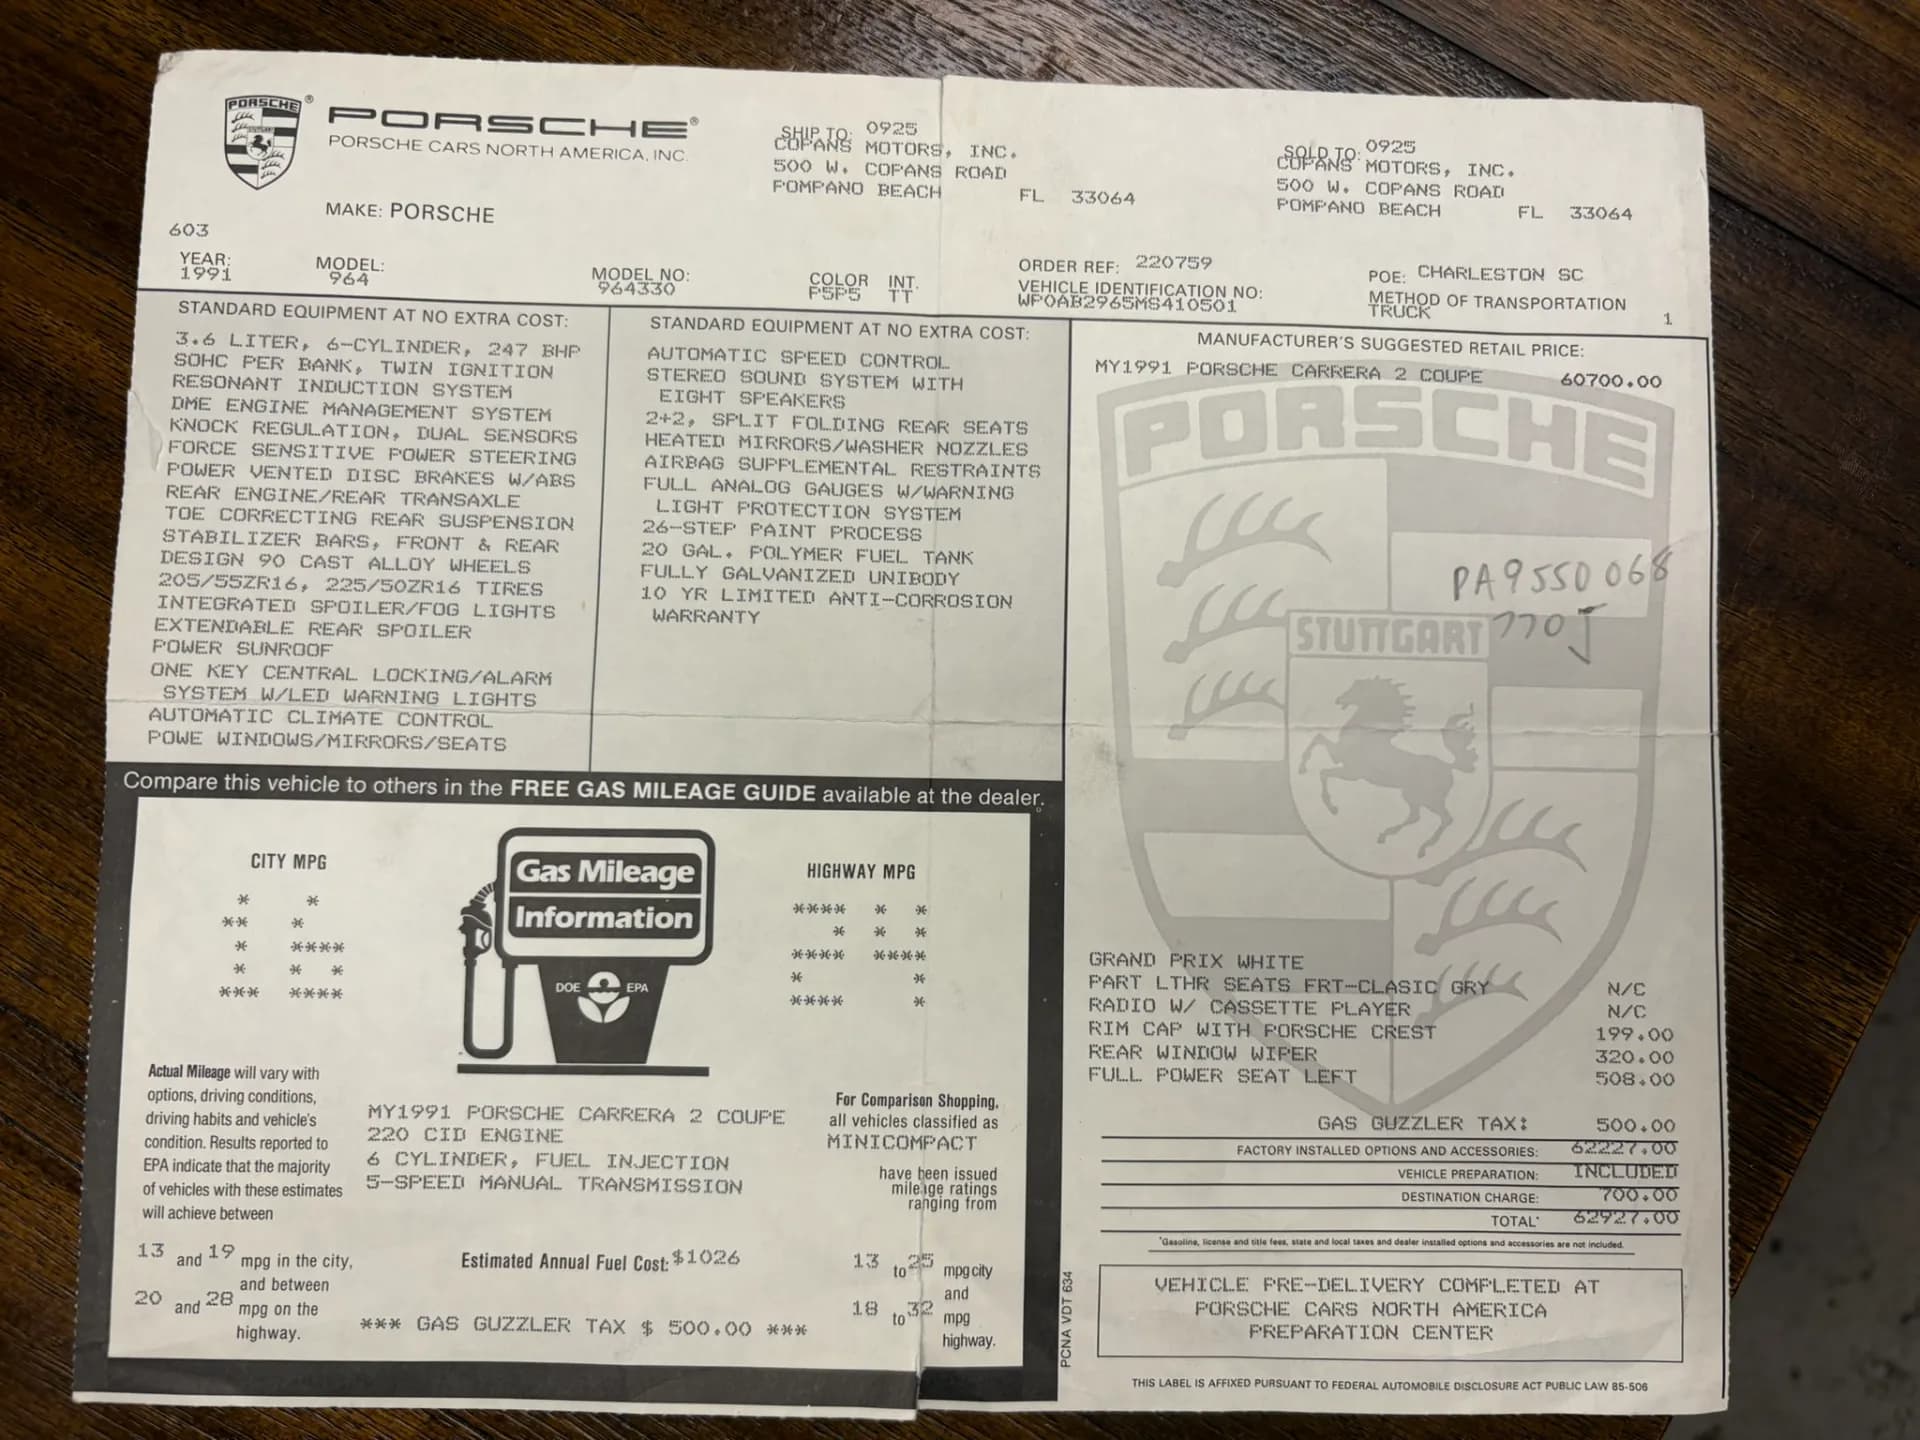 PORSCHE ®
PORSCHE®
PORSCHE CARS NORTH AMERICA, INC.
MAKE: PORSCHE
SHIP TO: 0925
COPANS MOTORS, INC.
500 W. COPANS ROAD
POMPANO BEACH FL 33064
SOLD TO: 0925
COPANS MOTORS, INC.
500 W. COPANS ROAD
POMPANO BEACH FL 33064
603
YEAR: 1991
MODEL: 964
MODEL NO: 964330
COLOR P5P5
INT. TT
ORDER REF: 220759
VEHICLE IDENTIFICATION NO:
WP0AB2965MS410501
POE: CHARLESTON SC
METHOD OF TRANSPORTATION
TRUCK
1
STANDARD EQUIPMENT AT NO EXTRA COST:
3.6 LITER, 6-CYLINDER, 247 BHP
SOHC PER BANK, TWIN IGNITION
RESONANT INDUCTION SYSTEM
DME ENGINE MANAGEMENT SYSTEM
KNOCK REGULATION, DUAL SENSORS
FORCE SENSITIVE POWER STEERING
POWER VENTED DISC BRAKES W/ABS
REAR ENGINE/REAR TRANSAXLE
TOE CORRECTING REAR SUSPENSION
STABILIZER BARS, FRONT & REAR
DESIGN 90 CAST ALLOY WHEELS
205/55ZR16, 225/50ZR16 TIRES
INTEGRATED SPOILER/FOG LIGHTS
EXTENDABLE REAR SPOILER
POWER SUNROOF
ONE KEY CENTRAL LOCKING/ALARM
SYSTEM W/LED WARNING LIGHTS
AUTOMATIC CLIMATE CONTROL
POWE WINDOWS/MIRRORS/SEATS
STANDARD EQUIPMENT AT NO EXTRA COST:
AUTOMATIC SPEED CONTROL
STEREO SOUND SYSTEM WITH
EIGHT SPEAKERS
2+2, SPLIT FOLDING REAR SEATS
HEATED MIRRORS/WASHER NOZZLES
AIRBAG SUPPLEMENTAL RESTRAINTS
FULL ANALOG GAUGES W/WARNING
LIGHT PROTECTION SYSTEM
26-STEP PAINT PROCESS
20 GAL. POLYMER FUEL TANK
FULLY GALVANIZED UNIBODY
10 YR LIMITED ANTI-CORROSION
WARRANTY
MANUFACTURER'S SUGGESTED RETAIL PRICE:
MY1991 PORSCHE CARRERA 2 COUPE 60700.00
PORSCHE
STUTTGART
PA9550068
770J
GRAND PRIX WHITE
PART LTHR SEATS FRT-CLASIC GRY N/C
RADIO W/ CASSETTE PLAYER N/C
RIM CAP WITH PORSCHE CREST 199.00
REAR WINDOW WIPER 320.00
FULL POWER SEAT LEFT 508.00
GAS GUZZLER TAX: 500.00
FACTORY INSTALLED OPTIONS AND ACCESSORIES: 62227.00
VEHICLE PREPARATION: INCLUDED
DESTINATION CHARGE: 700.00
TOTAL* 62927.00
*Gasoline, license and title fees, state and local taxes and dealer installed options and accessories are not included.
VEHICLE PRE-DELIVERY COMPLETED AT
PORSCHE CARS NORTH AMERICA
PREPARATION CENTER
THIS LABEL IS AFFIXED PURSUANT TO FEDERAL AUTOMOBILE DISCLOSURE ACT PUBLIC LAW 85-506
PCNA VDT 634
Compare this vehicle to others in the FREE GAS MILEAGE GUIDE available at the dealer.
CITY MPG
16
Gas Mileage
Information
DOE EPA
HIGHWAY MPG
24
Actual Mileage will vary with
options, driving conditions,
driving habits and vehicle's
condition. Results reported to
EPA indicate that the majority
of vehicles with these estimates
will achieve between
13 and 19 mpg in the city,
and between
20 and 28 mpg on the
highway.
MY1991 PORSCHE CARRERA 2 COUPE
220 CID ENGINE
6 CYLINDER, FUEL INJECTION
5-SPEED MANUAL TRANSMISSION
Estimated Annual Fuel Cost: $1026
*** GAS GUZZLER TAX $ 500.00 ***
For Comparison Shopping,
all vehicles classified as
MINICOMPACT
have been issued
mileage ratings
ranging from
13 to 25 mpg city
and
18 to 32 mpg
highway.